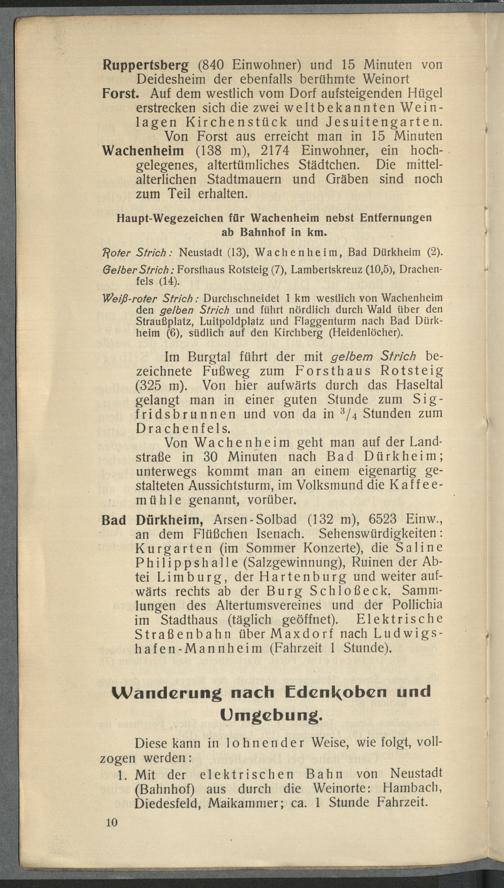 Ruppertsberg (840 Einwohner) und 15 Minuten von
Deidesheim der ebenfalls berühmte Weinort
Forst. Auf dem westlich vom Dorf aufsteigenden Hügel
erstrecken sich die zwei weltbekannten Wein-
lagen Kirchenstück und Jesuitengarten.
Von Forst aus erreicht man in 15 Minuten
Wachenheim (138 m), 2174 Einwohner, ein hoch-
gelegenes, altertümliches Städtchen. Die mittel-
alterlichen Stadtmauern und Gräben sind noch
zum Teil erhalten.
Haupt-Wegezeichen für Wachenheim nebst Entfernungen
ab Bahnhof in km.
Roter Strich: Neustadt (13), Wachenheim, Bad Dürkheim (2).
Gelber Strich: Forsthaus Rotsteig (7), Lambertskreuz (10,5), Drachen-
fels (14).
Weiß-roter Strich: Durchschneidet 1 km westlich von Wachenheim
den gelben Strich und führt nördlich durch Wald über den
Straußplatz, Luitpoldplatz und Flaggenturm nach Bad Dürk-
heim (6), südlich auf den Kirchberg (Heidenlöcher).
Im Burgtal führt der mit gelbem Strich be-
zeichnete Fußweg zum Forsthaus Rotsteig
(325 m). Von hier aufwärts durch das Haseltal
gelangt man in einer guten Stunde zum Sig-
fridsbrunnen und von da in 3/4 Stunden zum
Drachenfels.
Von Wachenheim geht man auf der Land-
straße in 30 Minuten nach Bad Dürkheim;
unterwegs kommt man an einem eigenartig ge-
stalteten Aussichtsturm, im Volksmund die Kaffee-
mühle genannt, vorüber.
Bad Dürkheim, Arsen-Solbad (132 m), 6523 Einw.,
an dem Flüßchen Isenach. Sehenswürdigkeiten:
Kurgarten (im Sommer Konzerte), die Saline
Philippshalle (Salzgewinnung), Ruinen der Ab-
tei Limburg, der Hartenburg und weiter auf-
wärts rechts ab der Burg Schloßeck. Samm-
lungen des Altertumsvereines und der Pollichia
im Stadthaus (täglich geöffnet). Elektrische
Straßenbahn über Maxdorf nach Ludwigs-
hafen-Mannheim (Fahrzeit 1 Stunde).
Wanderung nach Edenkoben und
Umgebung.
Diese kann in lohnender Weise, wie folgt, voll-
zogen werden:
1. Mit der elektrischen Bahn von Neustadt
(Bahnhof) aus durch die Weinorte: Hambach,
Diedesfeld, Maikammer; ca. 1 Stunde Fahrzeit.
10